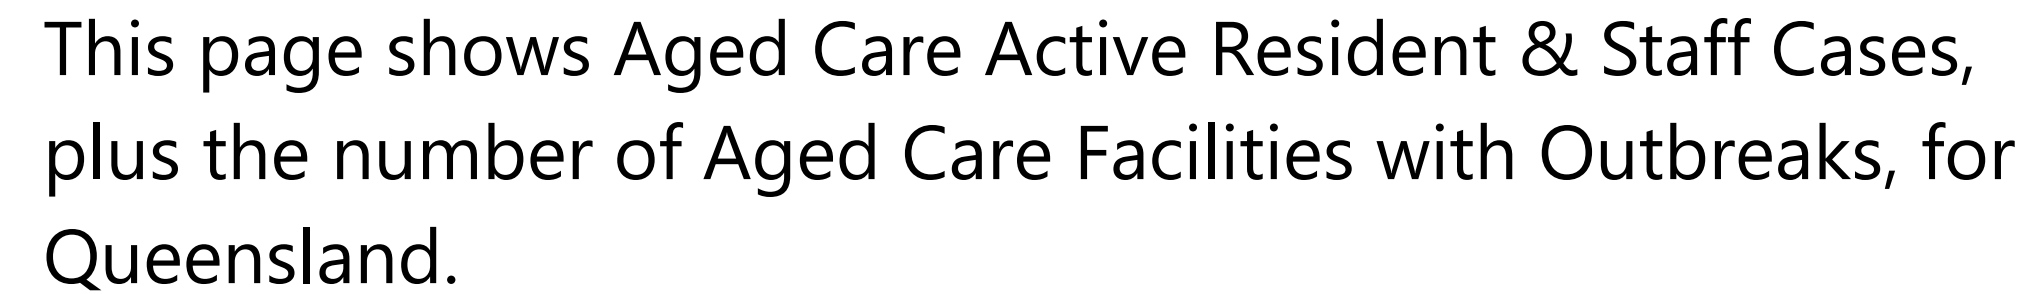 This page shows Aged Care Active Resident & Staff Cases,
plus the number of Aged Care Facilities with Outbreaks, for
Queensland.